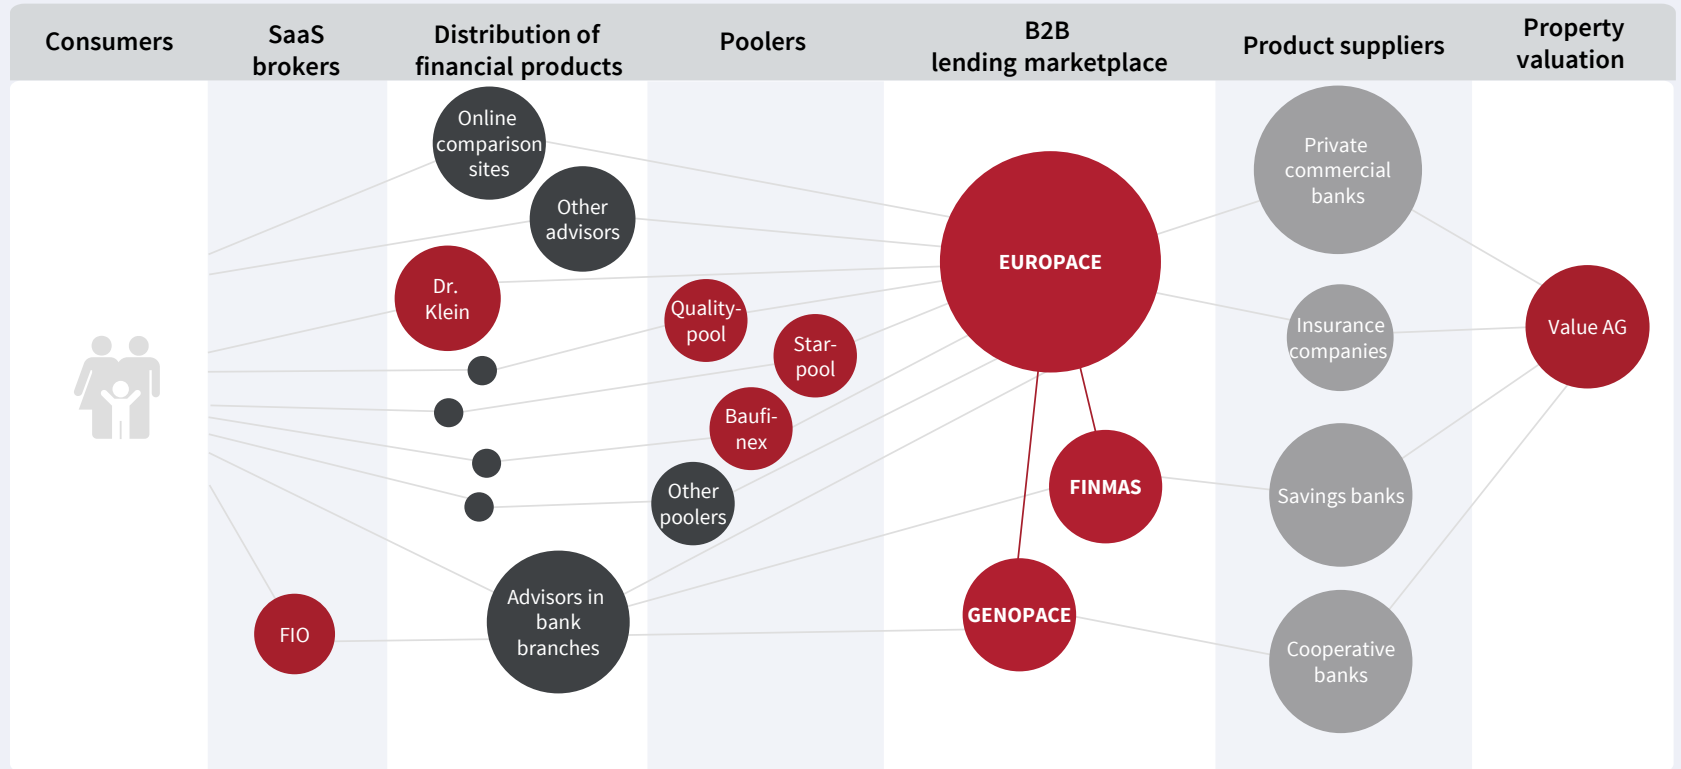 Consumers
SaaS
brokers
Distribution of
financial products
Poolers
B2B
lending marketplace
Product suppliers
Property
valuation
Online
comparison
sites
Other
advisors
Dr.
Klein
Quality-
pool
Star-
pool
Baufi-
nex
Other
poolers
Advisors in
bank
branches
FIO
EUROPACE
FINMAS
GENOPACE
Private
commercial
banks
Insurance
companies
Savings banks
Cooperative
banks
Value AG